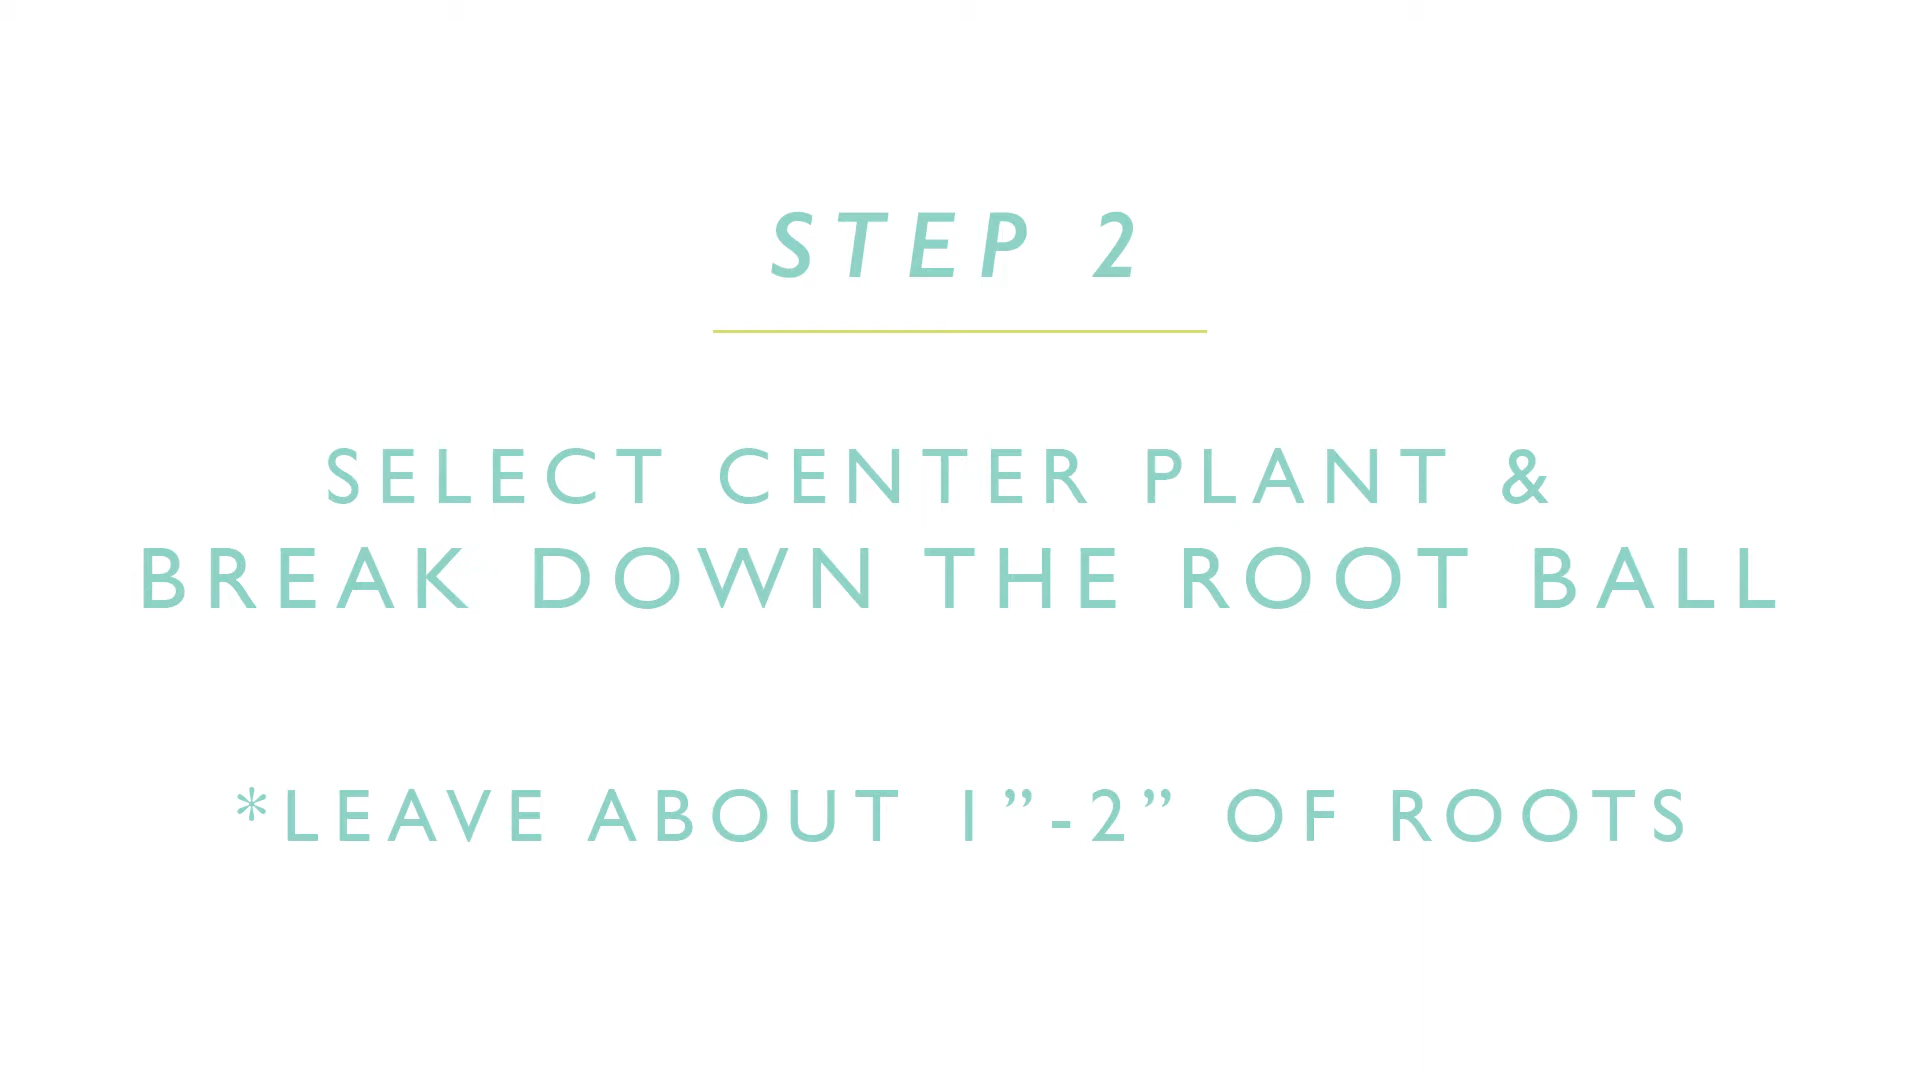 STEP 2
SELECT CENTER PLANT &
BREAK DOWN THE ROOT BALL
*LEAVE ABOUT 1”-2” OF ROOTS